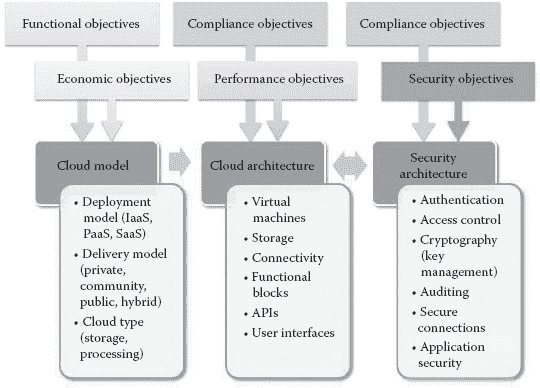 Functional objectives
Compliance objectives
Compliance objectives
Economic objectives
Performance objectives
Security objectives
Cloud model
Cloud architecture
Security
architecture
• Deployment
model (IaaS,
PaaS, SaaS)
• Delivery model
(private,
community,
public, hybrid)
• Cloud type
(storage,
processing)
• Virtual
machines
• Storage
• Connectivity
• Functional
blocks
• APIs
• User interfaces
• Authentication
• Access control
• Cryptography
(key
management)
• Auditing
• Secure
connections
• Application
security